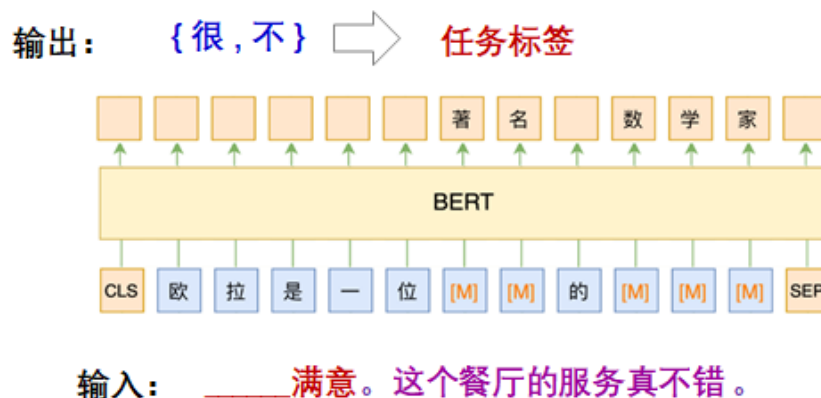 输出： {很,不} 任务标签
著 名 数 学 家
BERT
CLS 欧 拉 是 一 位 [M] [M] 的 [M] [M] [M] SEP
输入： ______满意。这个餐厅的服务真不错。